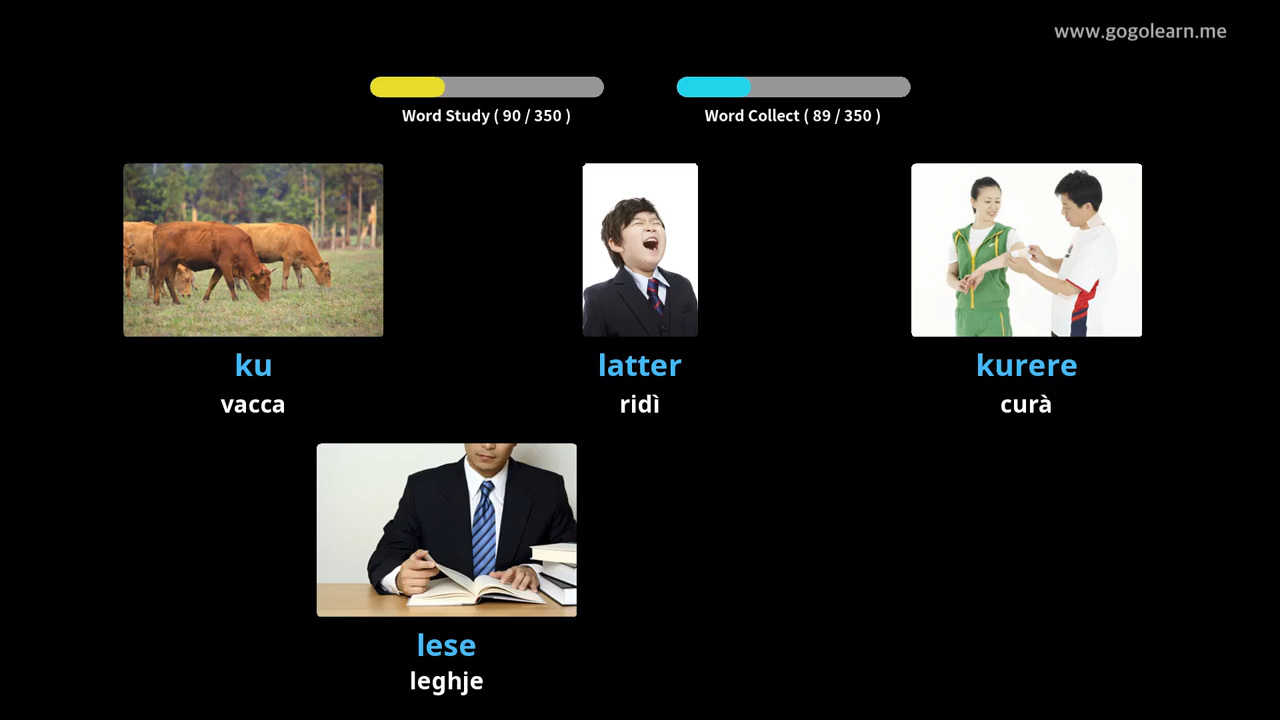 www.gogolearn.me
Word Study ( 90 / 350 )
Word Collect ( 89 / 350 )
ku
vacca
latter
ridì
kurere
curà
lese
leghje